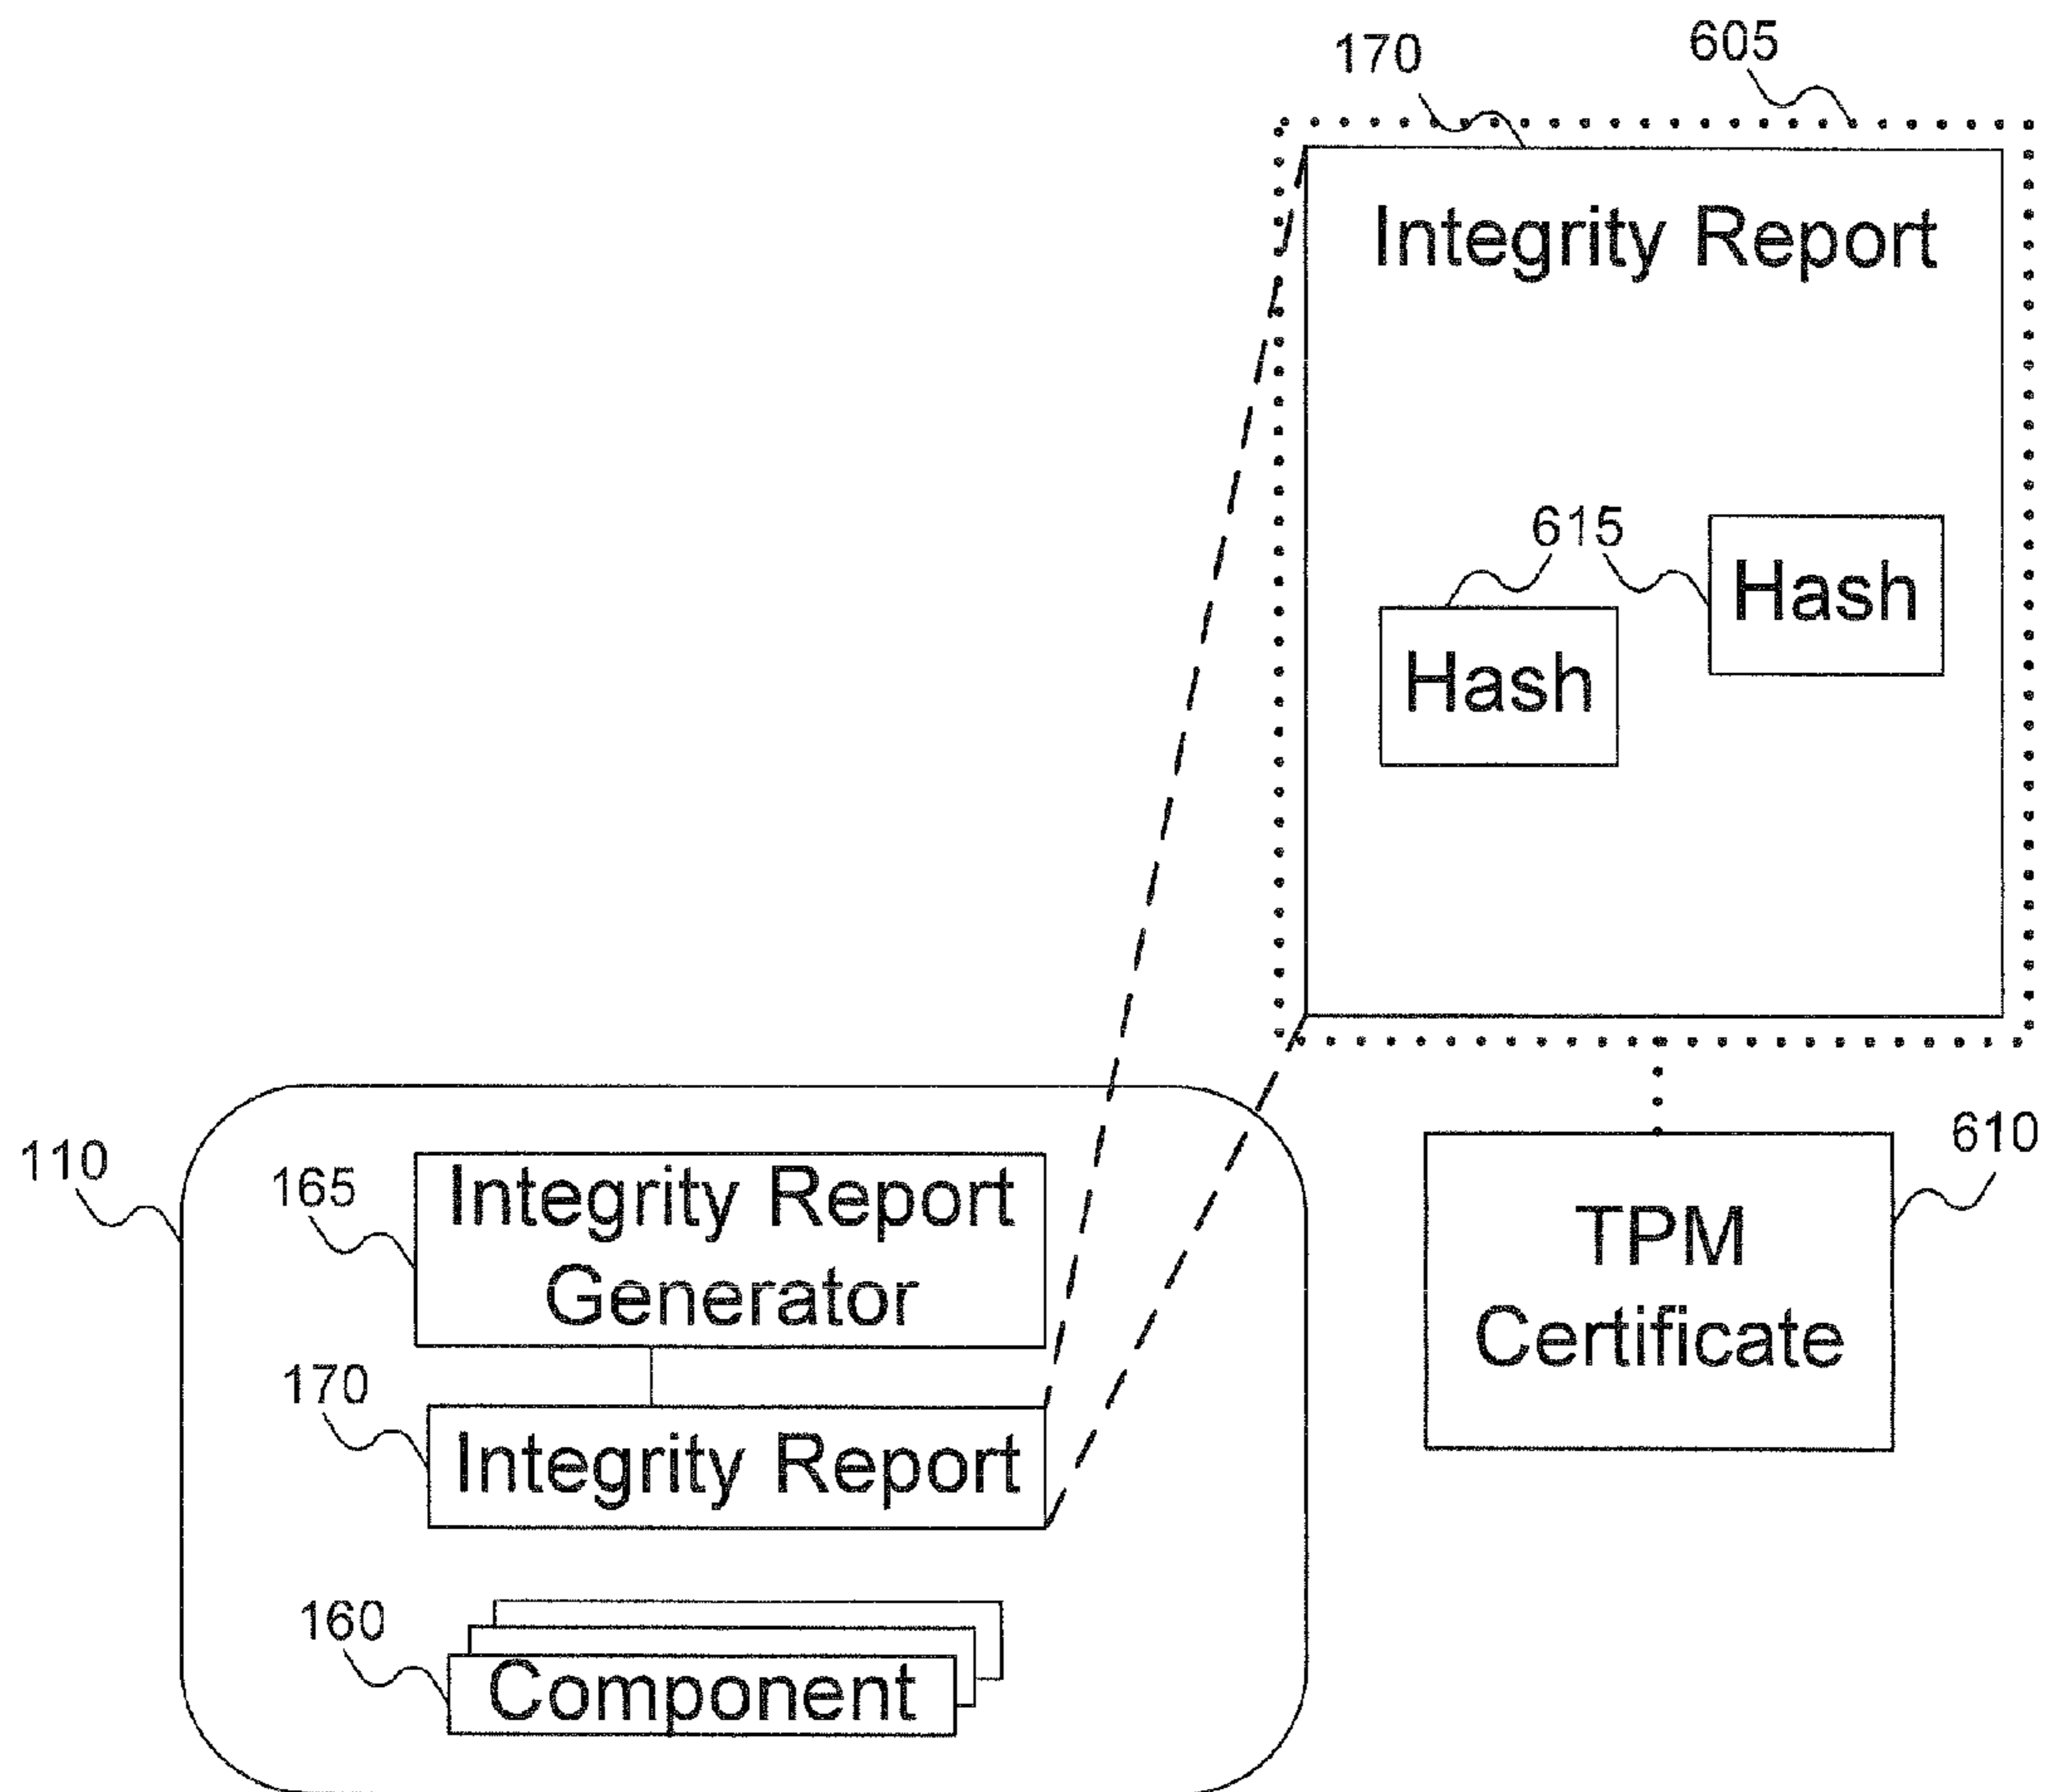 170
605
Integrity Report
615
Hash
Hash
110
165
Integrity Report
Generator
170
Integrity Report
160
Component
610
TPM
Certificate